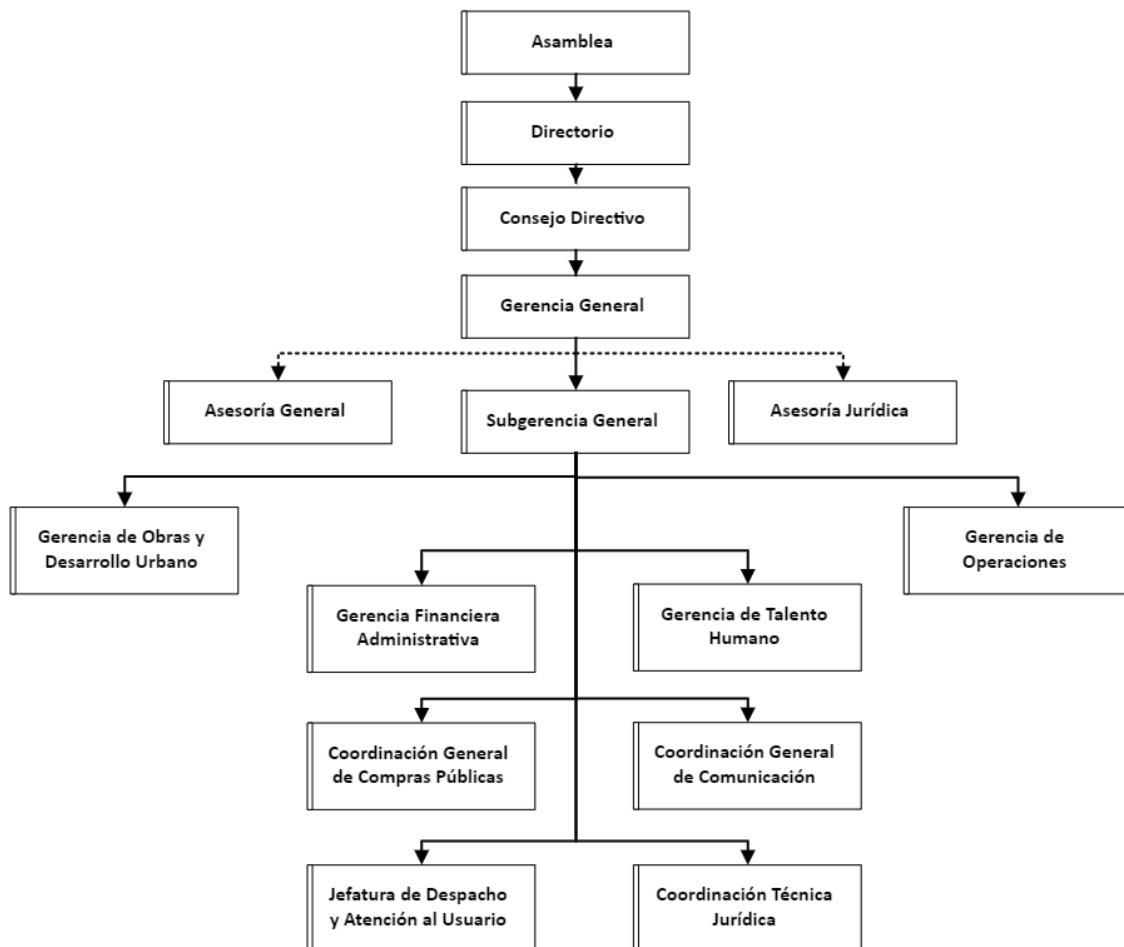 Asamblea
Directorio
Consejo Directivo
Gerencia General
Asesoría General
Subgerencia General
Asesoría Jurídica
Gerencia de Obras y
Desarrollo Urbano
Gerencia de
Operaciones
Gerencia Financiera
Administrativa
Gerencia de Talento
Humano
Coordinación General
de Compras Públicas
Coordinación General
de Comunicación
Jefatura de Despacho
y Atención al Usuario
Coordinación Técnica
Jurídica